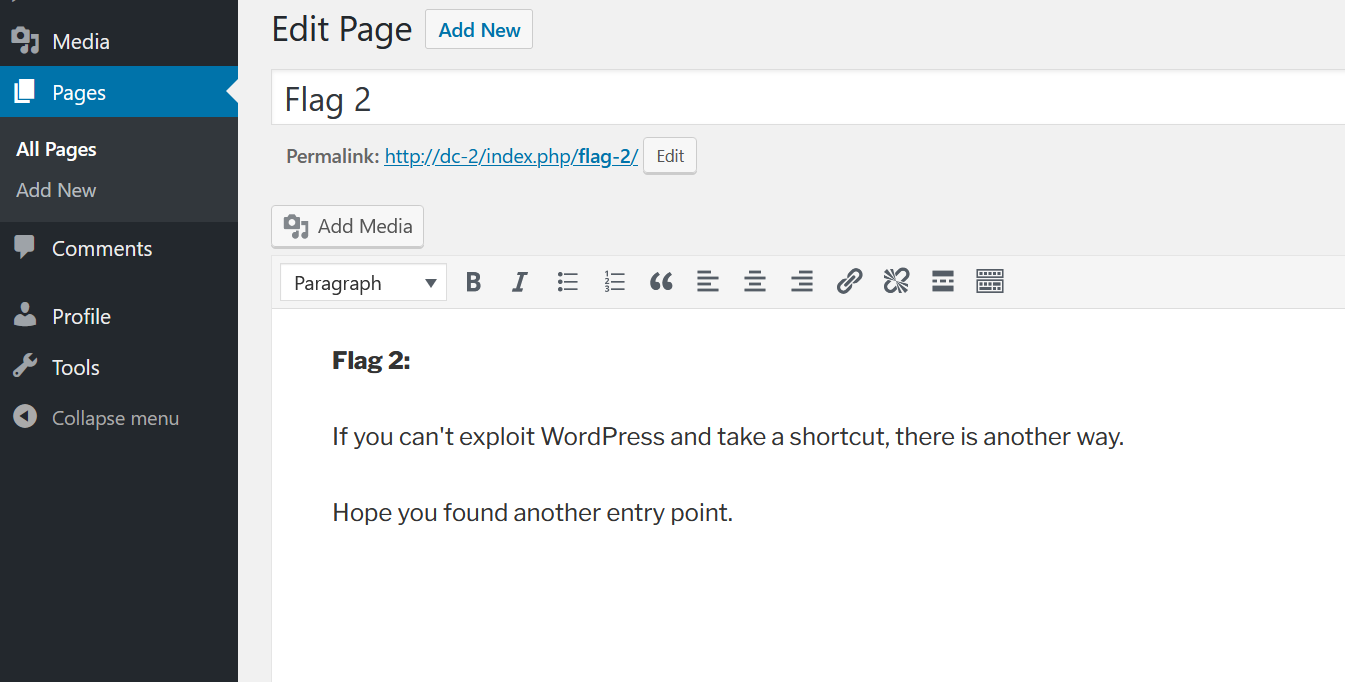 Media
Pages
All Pages
Add New
Comments
Profile
Tools
Collapse menu
Edit Page Add New
Flag 2
Permalink: http://dc-2/index.php/flag-2/ Edit
Add Media
Paragraph
Flag 2:
If you can't exploit WordPress and take a shortcut, there is another way.
Hope you found another entry point.